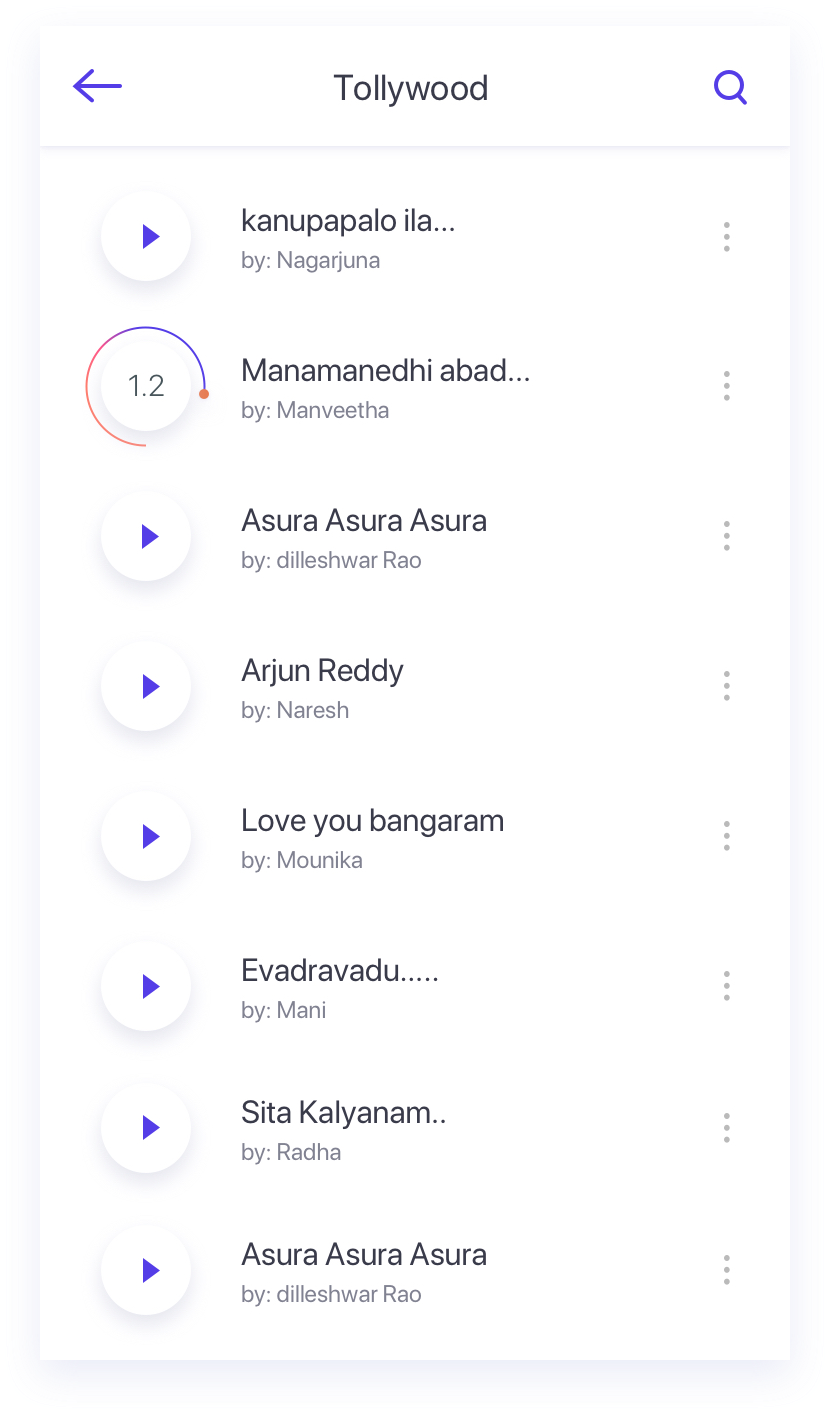 Tollywood
kanupapalo ila...
by: Nagarjuna
1.2
Manamanedhi abad...
by: Manveetha
Asura Asura Asura
by: dilleshwar Rao
Arjun Reddy
by: Naresh
Love you bangaram
by: Mounika
Evadravadu.....
by: Mani
Sita Kalyanam..
by: Radha
Asura Asura Asura
by: dilleshwar Rao